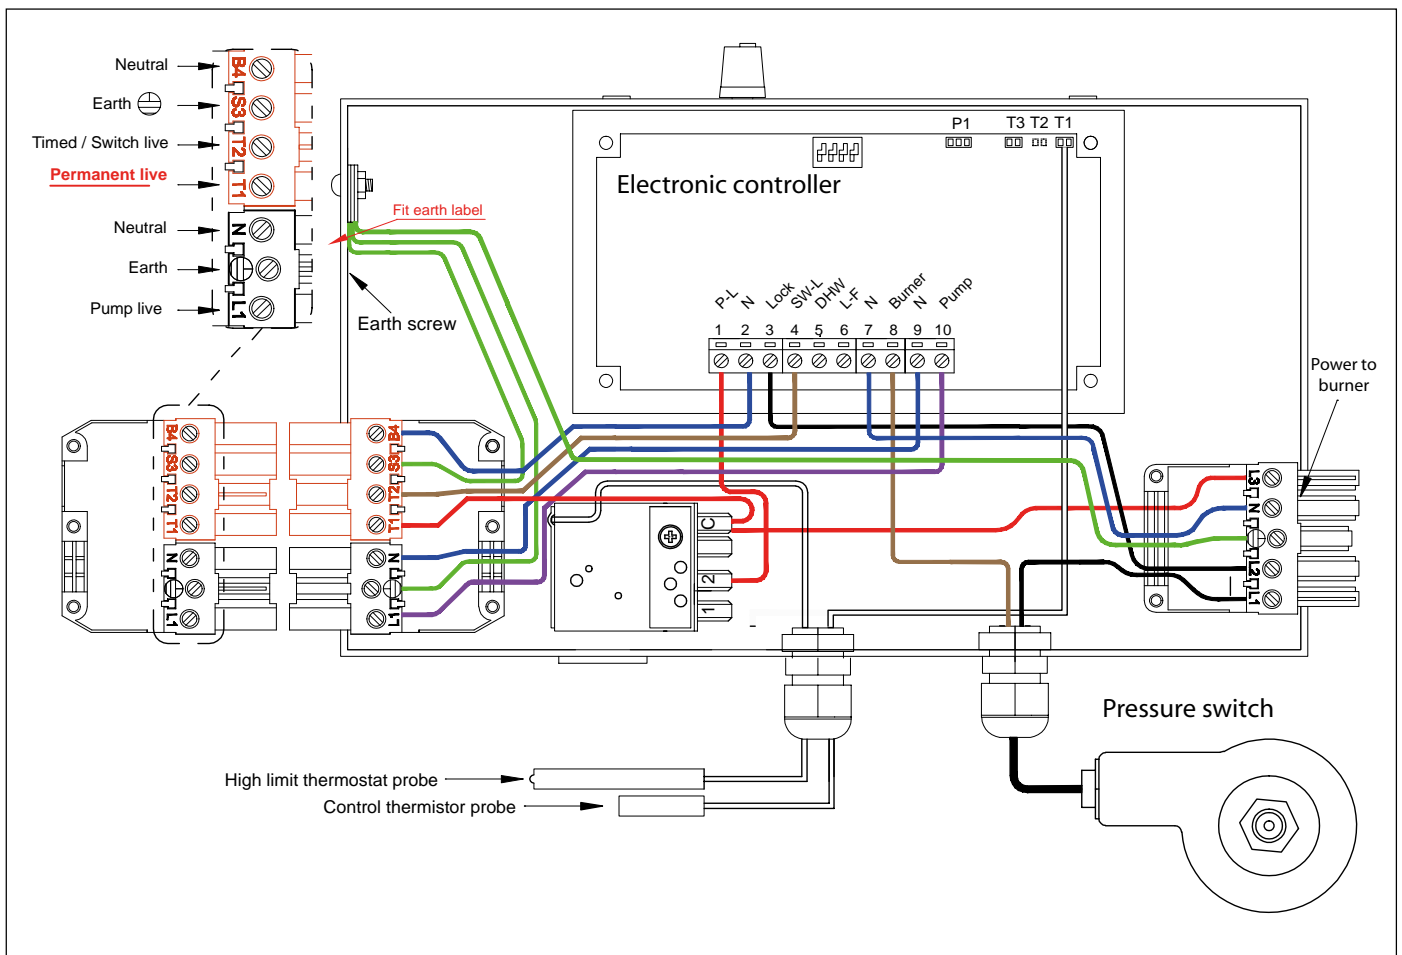 Neutral
Earth
Timed / Switch live
Permanent live
Neutral
Earth
Pump live
B4
S3
T2
T1
N
L1
Fit earth label
Earth screw
P1 T3 T2 T1
Electronic controller
P-L N Lock SW-L DHW L-F N Burner N Pump
1 2 3 4 5 6 7 8 9 10
Power to
burner
B4
S3
T2
T1
N
L1
B4
S3
T2
T1
N
L1
C
2
1
L3
N
L2
L1
Pressure switch
High limit thermostat probe
Control thermistor probe